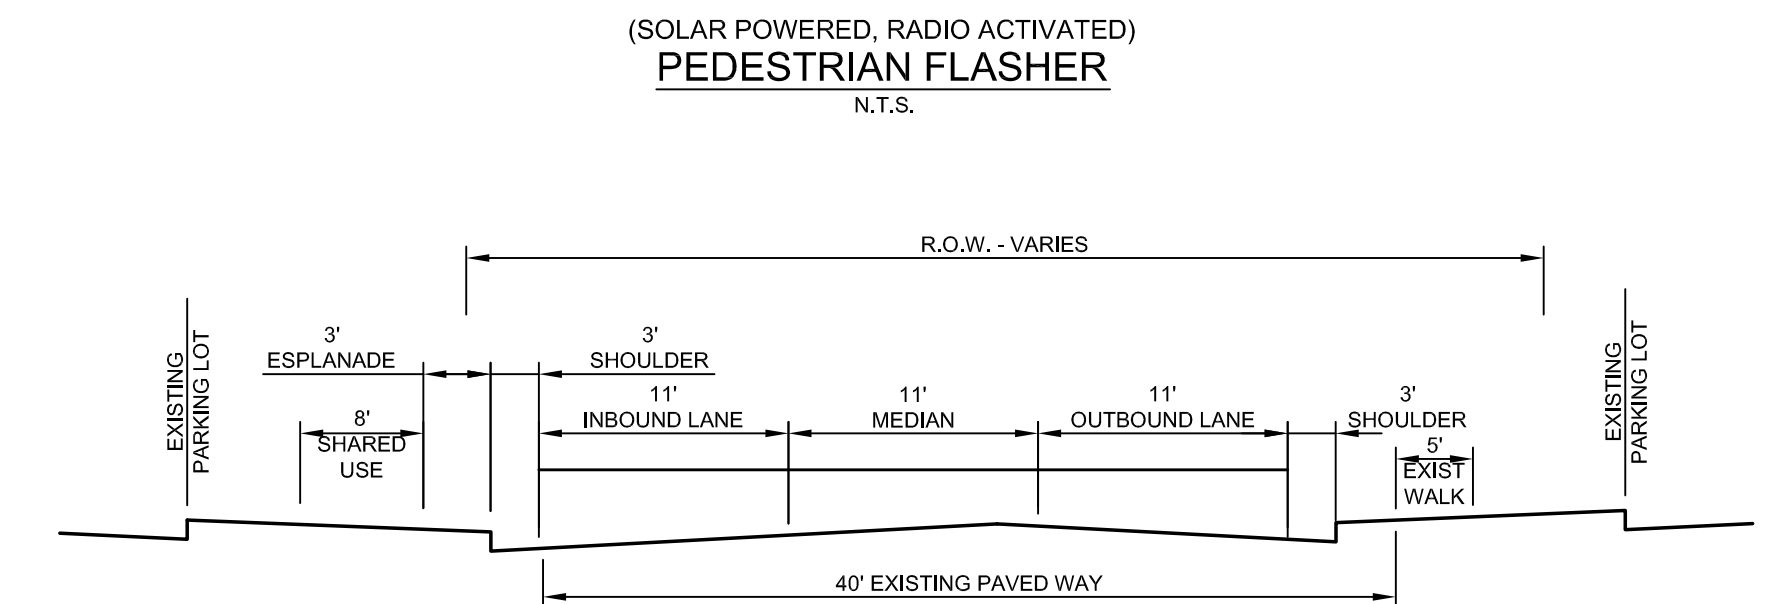 (SOLAR POWERED, RADIO ACTIVATED)
PEDESTRIAN FLASHER
N.T.S.
R.O.W. - VARIES
EXISTING
PARKING LOT
3'
ESPLANADE
3'
SHOULDER
8'
SHARED
USE
11'
INBOUND LANE
11'
MEDIAN
11'
OUTBOUND LANE
3'
SHOULDER
5'
EXIST
WALK
EXISTING
PARKING LOT
40' EXISTING PAVED WAY